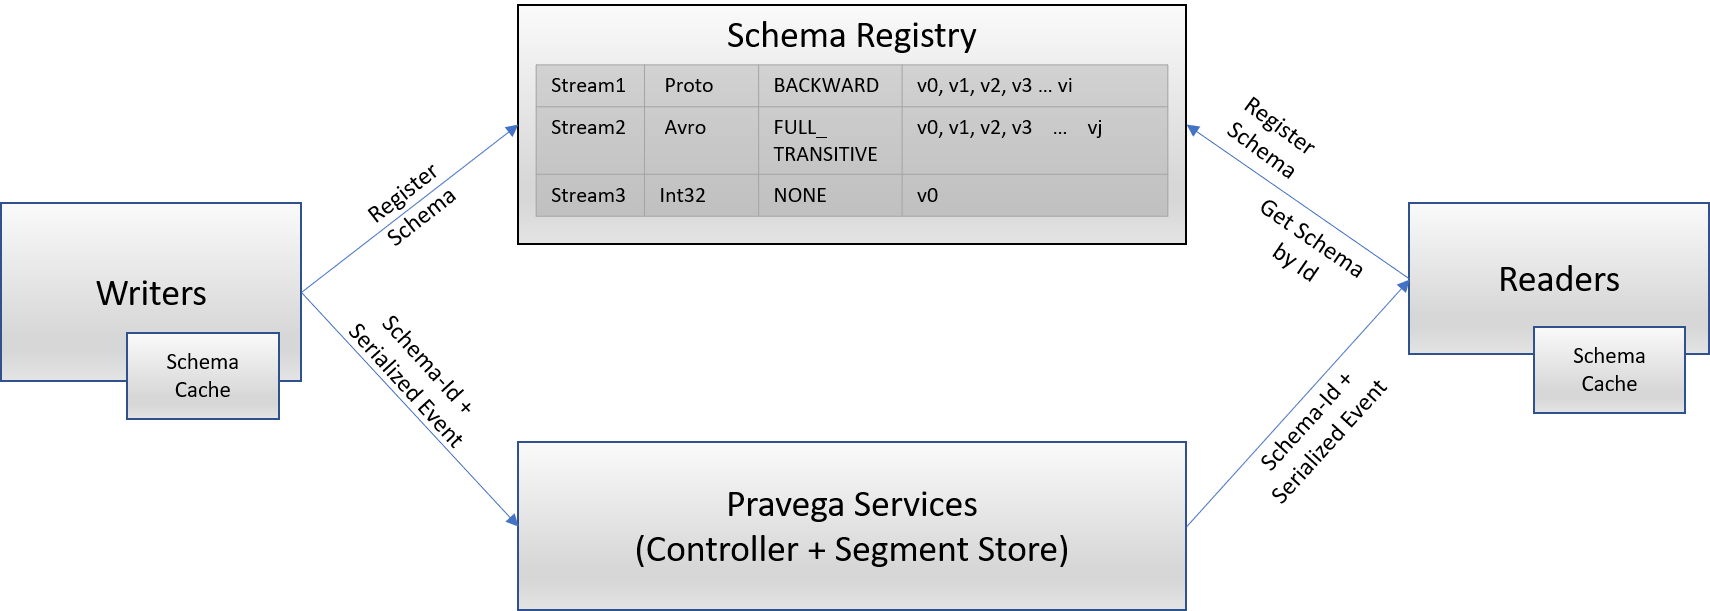 Schema Registry
Stream1 Proto BACKWARD v0, v1, v2, v3 ... vi
Stream2 Avro FULL_ v0, v1, v2, v3 ... vj
TRANSITIVE
Stream3 Int32 NONE v0
Register
Schema
Register
Schema
Get Schema
by Id
Writers
Schema
Cache
Readers
Schema
Cache
Schema-Id +
Serialized Event
Schema-Id +
Serialized Event
Pravega Services
(Controller + Segment Store)